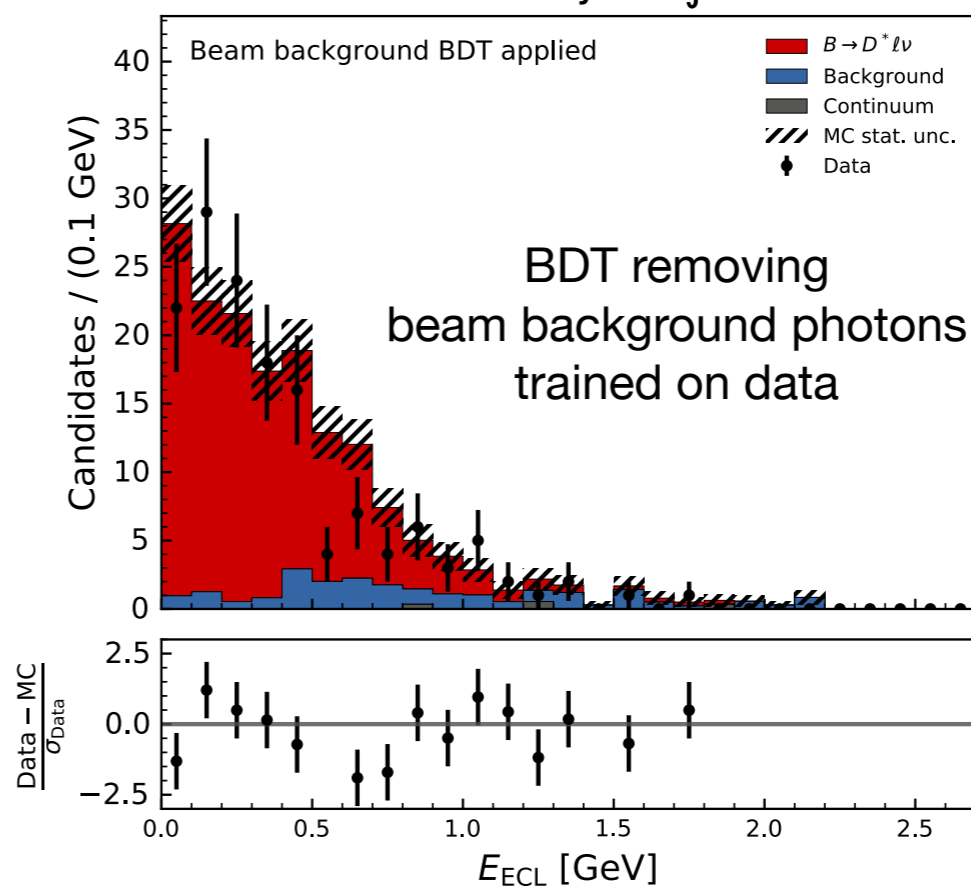 Beam background BDT applied
B → D* ℓν
Background
Continuum
MC stat. unc.
Data
BDT removing
beam background photons
trained on data
Candidates / (0.1 GeV)
40
35
30
25
20
15
10
5
0
Data − MC
σData
2.5
0.0
−2.5
0.0 0.5 1.0 1.5 2.0 2.5
EECL [GeV]